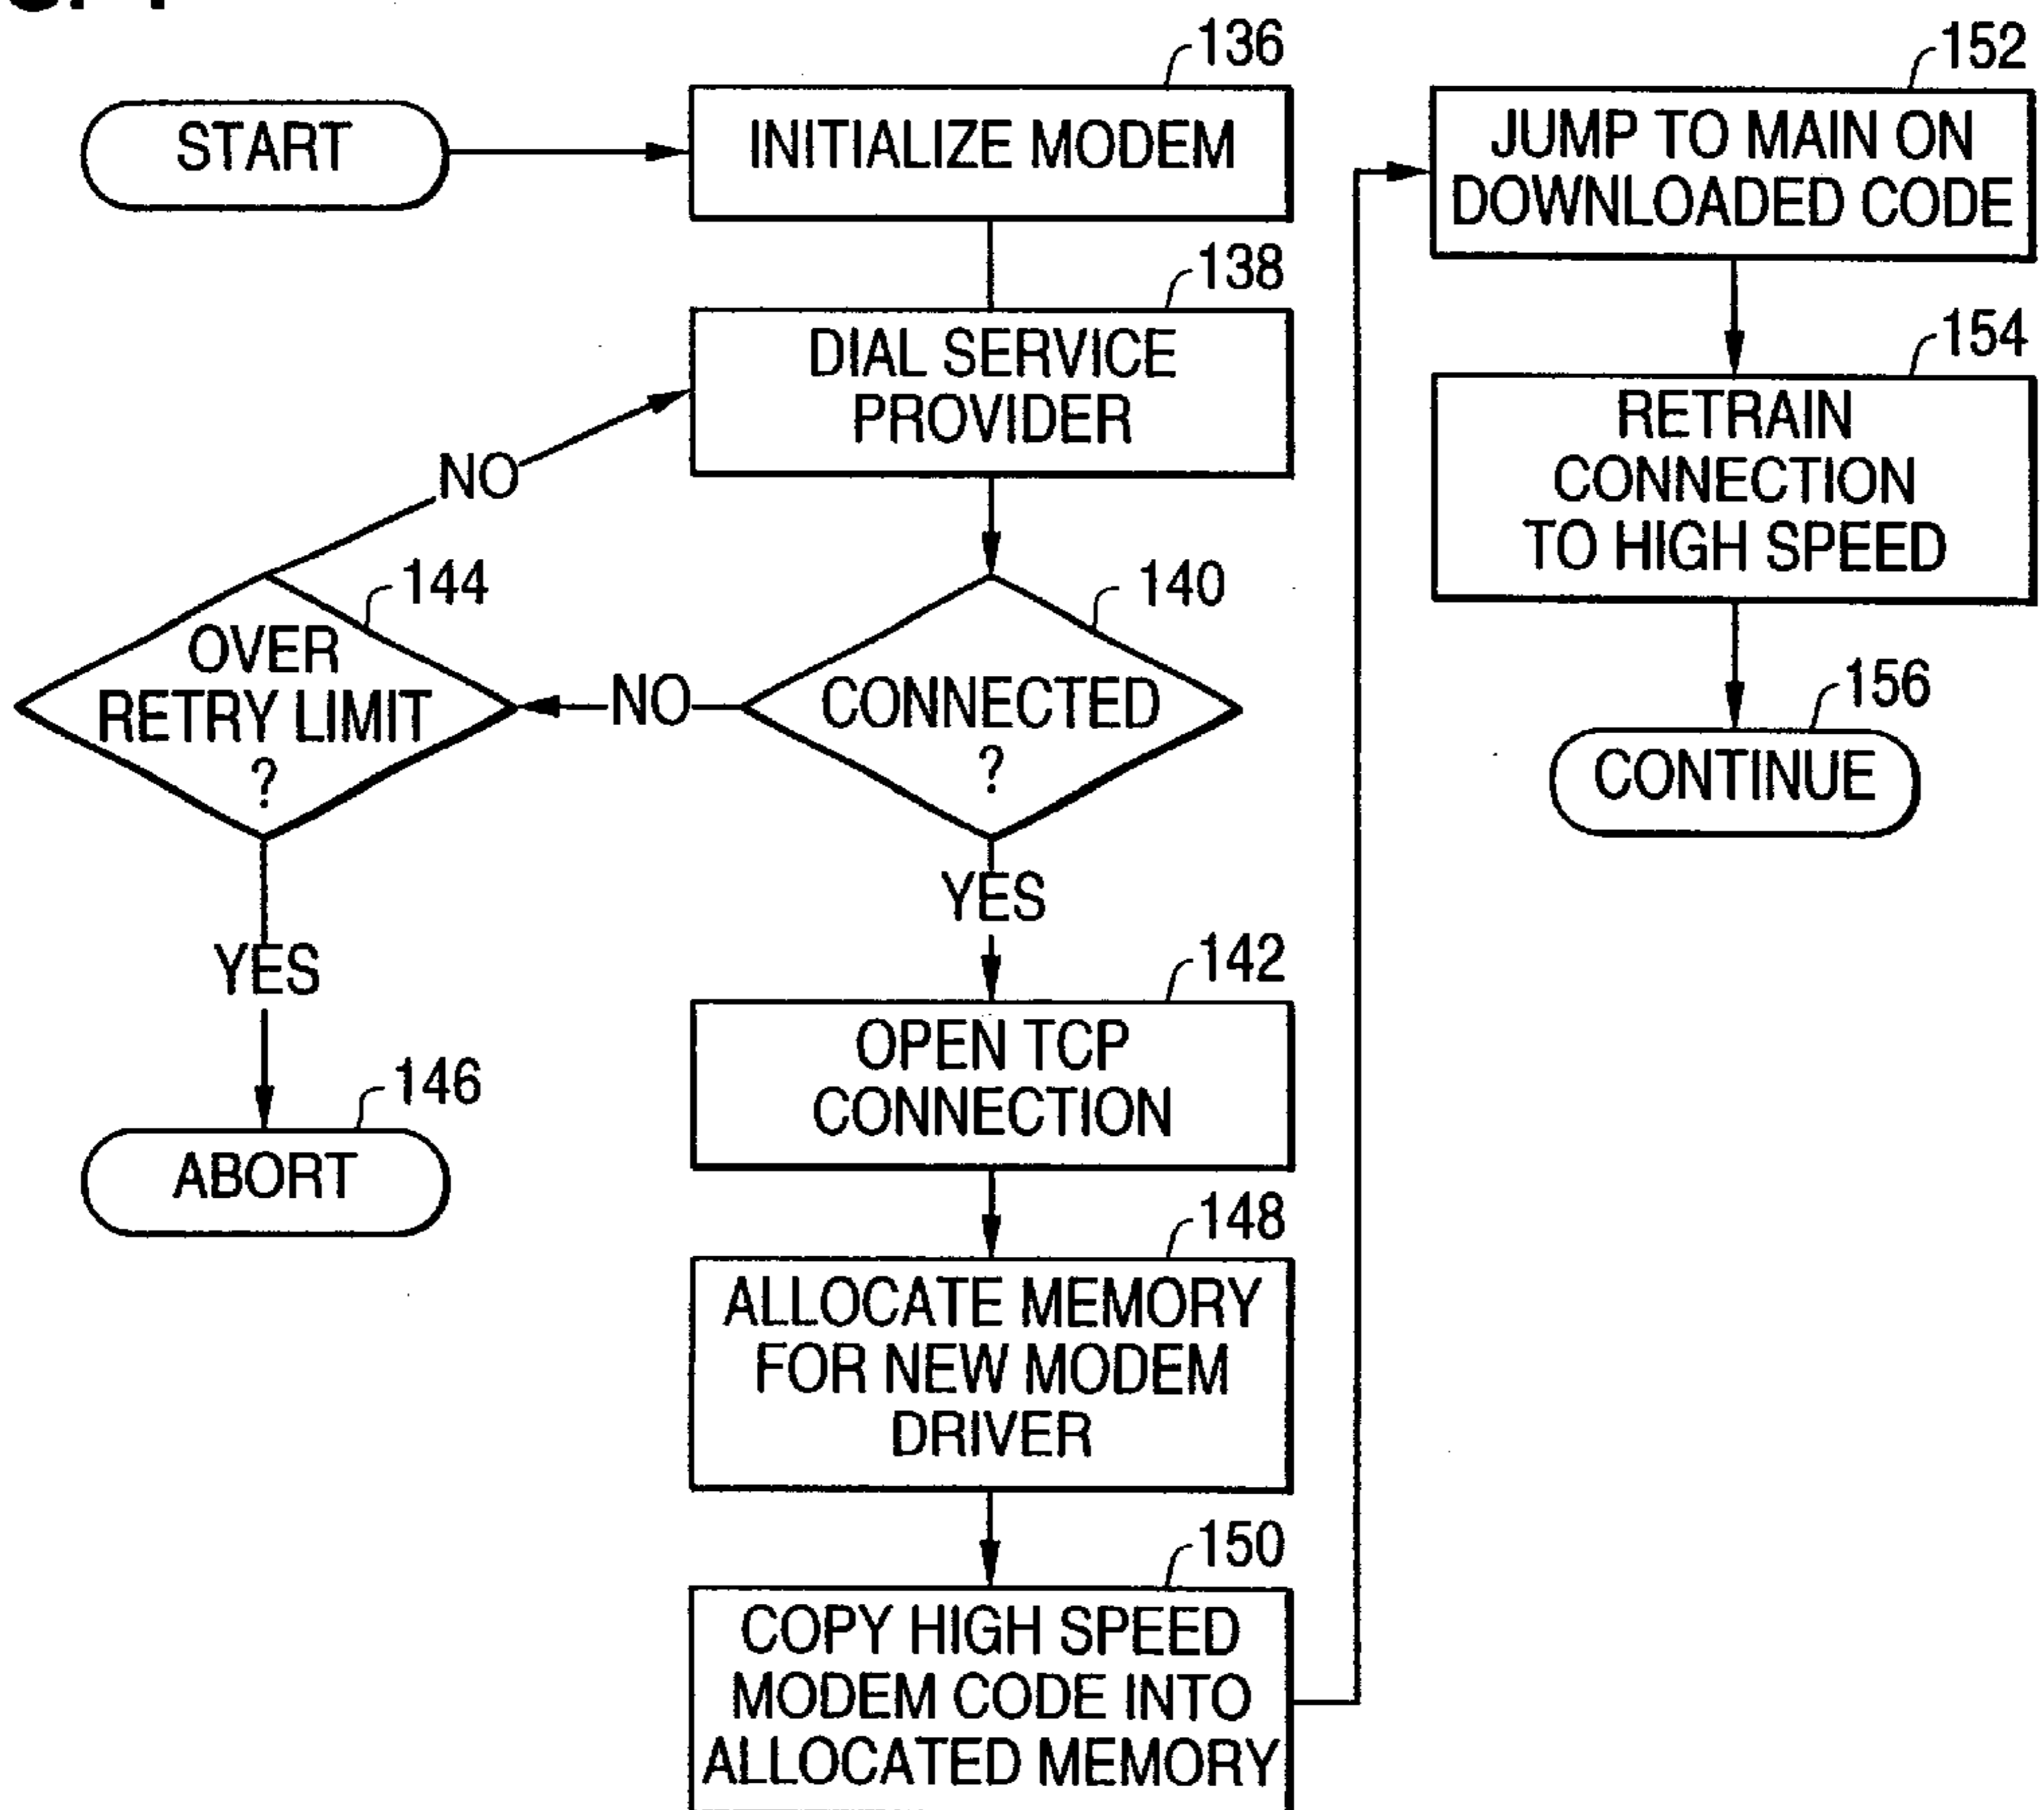 START
136
INITIALIZE MODEM
138
DIAL SERVICE
PROVIDER
NO
140
CONNECTED
?
NO
144
OVER
RETRY LIMIT
?
YES
146
ABORT
YES
142
OPEN TCP
CONNECTION
148
ALLOCATE MEMORY
FOR NEW MODEM
DRIVER
150
COPY HIGH SPEED
MODEM CODE INTO
ALLOCATED MEMORY
152
JUMP TO MAIN ON
DOWNLOADED CODE
154
RETRAIN
CONNECTION
TO HIGH SPEED
156
CONTINUE